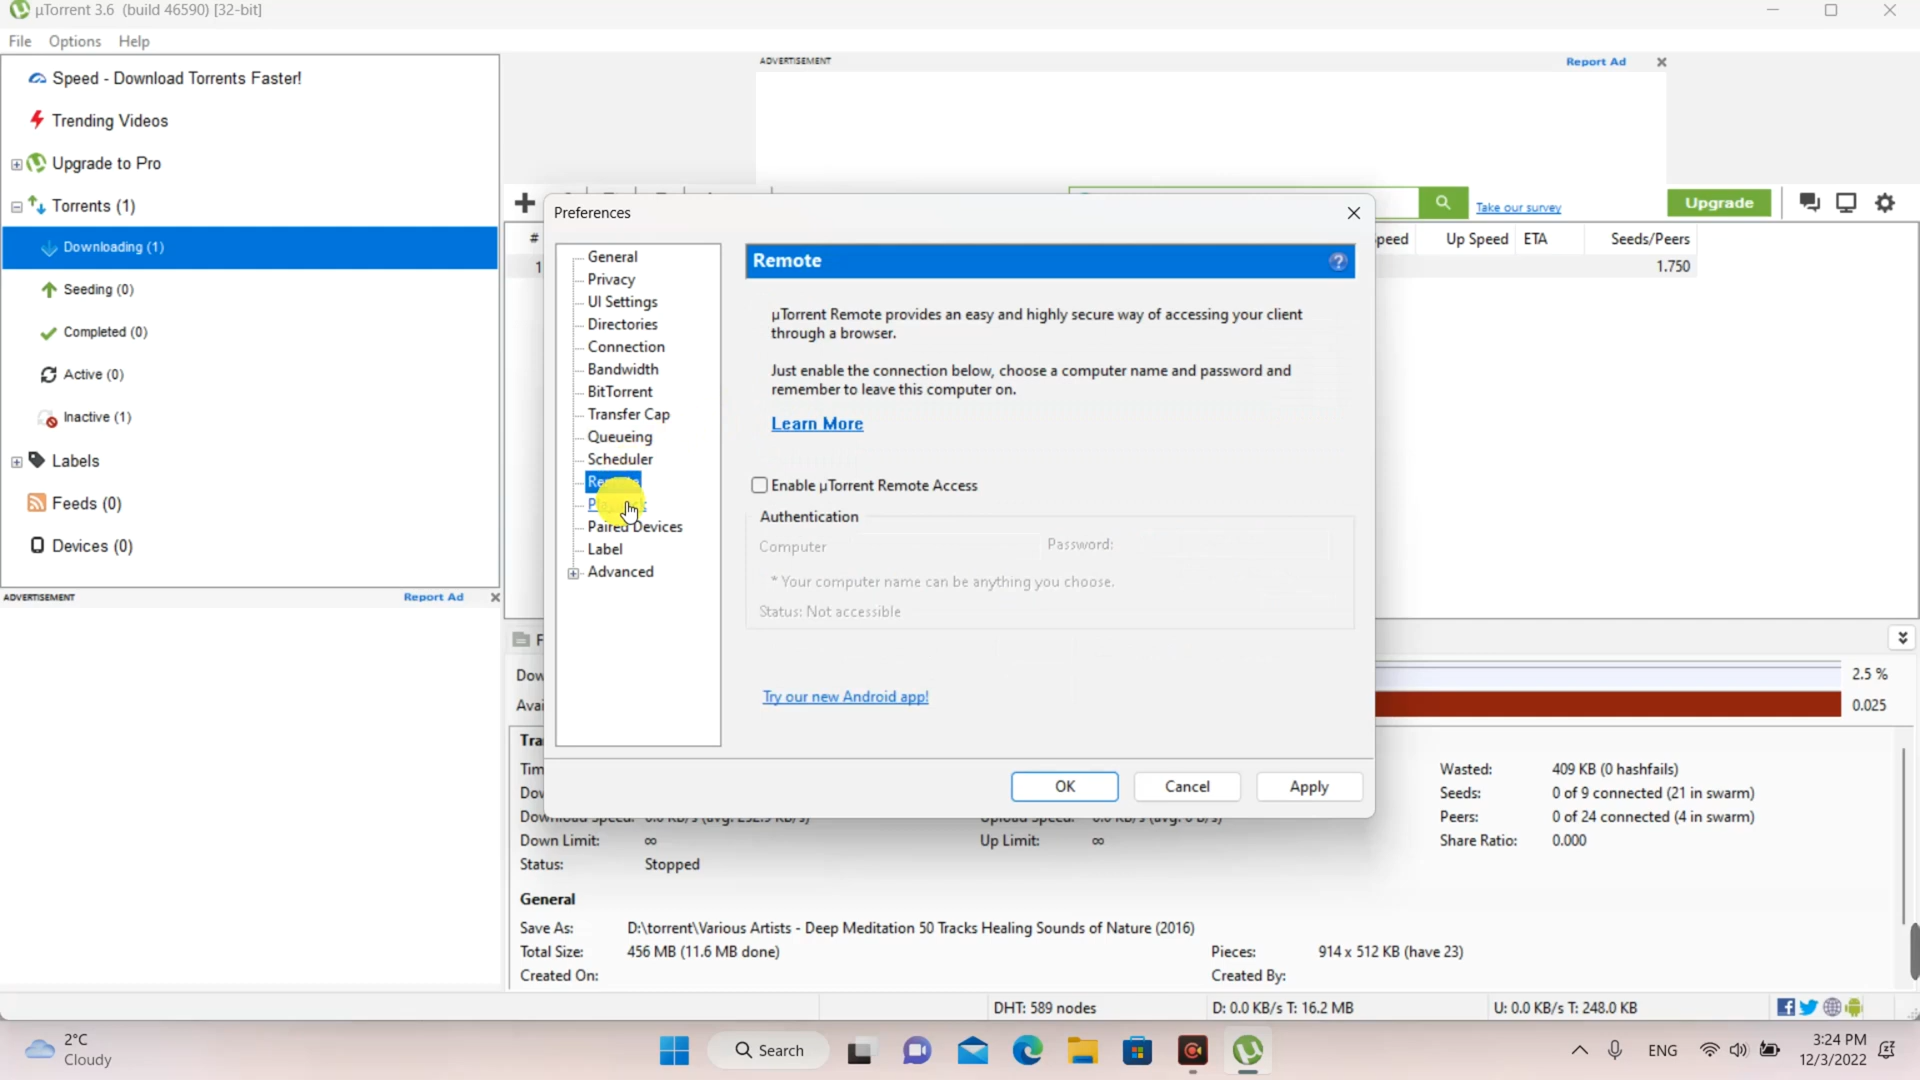 µTorrent 3.6 (build 46590) [32-bit]
File Options Help
Speed - Download Torrents Faster!
Trending Videos
Upgrade to Pro
Torrents (1)
Downloading (1)
Seeding (0)
Completed (0)
Active (0)
Inactive (1)
Labels
Feeds (0)
Devices (0)
ADVERTISEMENT Report Ad
ADVERTISEMENT Report Ad
Take our survey
Upgrade
# Up Speed ETA Seeds/Peers
1 1.750
Preferences
General
Privacy
UI Settings
Directories
Connection
Bandwidth
BitTorrent
Transfer Cap
Queueing
Scheduler
Paired Devices
Label
Advanced
Remote
µTorrent Remote provides an easy and highly secure way of accessing your client
through a browser.
Just enable the connection below, choose a computer name and password and
remember to leave this computer on.
Learn More
Enable µTorrent Remote Access
Authentication
Computer Password:
* Your computer name can be anything you choose.
Status: Not accessible
Try our new Android app!
OK Cancel Apply
2.5 %
0.025
Wasted: 409 KB (0 hashfails)
Seeds: 0 of 9 connected (21 in swarm)
Peers: 0 of 24 connected (4 in swarm)
Down Limit: ∞ Up Limit: ∞ Share Ratio: 0.000
Status: Stopped
General
Save As: D:\torrent\Various Artists - Deep Meditation 50 Tracks Healing Sounds of Nature (2016)
Total Size: 456 MB (11.6 MB done) Pieces: 914 x 512 KB (have 23)
Created On: Created By:
DHT: 589 nodes D: 0.0 KB/s T: 16.2 MB U: 0.0 KB/s T: 248.0 KB
2°C
Cloudy
Search
ENG
3:24 PM
12/3/2022